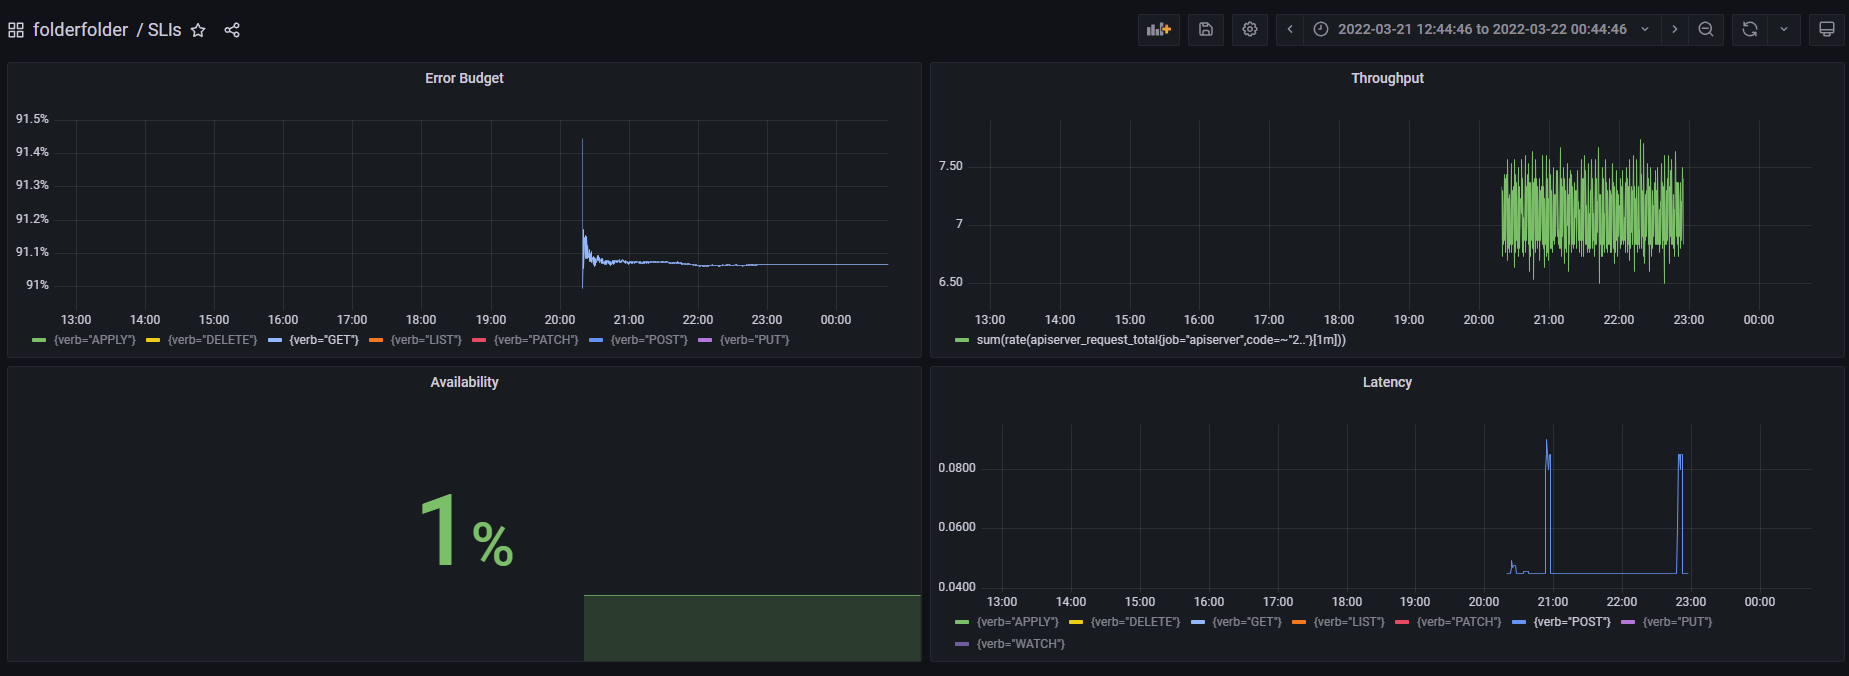 folderfolder / SLIs
2022-03-21 12:44:46 to 2022-03-22 00:44:46
Error Budget
91.5%
91.4%
91.3%
91.2%
91.1%
91%
13:00 14:00 15:00 16:00 17:00 18:00 19:00 20:00 21:00 22:00 23:00 00:00
{verb="APPLY"} {verb="DELETE"} {verb="GET"} {verb="LIST"} {verb="PATCH"} {verb="POST"} {verb="PUT"}
Throughput
7.50
7
6.50
13:00 14:00 15:00 16:00 17:00 18:00 19:00 20:00 21:00 22:00 23:00 00:00
sum(rate(apiserver_request_total{job="apiserver",code=~"2.."}[1m]))
Availability
1%
Latency
0.0800
0.0600
0.0400
13:00 14:00 15:00 16:00 17:00 18:00 19:00 20:00 21:00 22:00 23:00 00:00
{verb="APPLY"} {verb="DELETE"} {verb="GET"} {verb="LIST"} {verb="PATCH"} {verb="POST"} {verb="PUT"}
{verb="WATCH"}